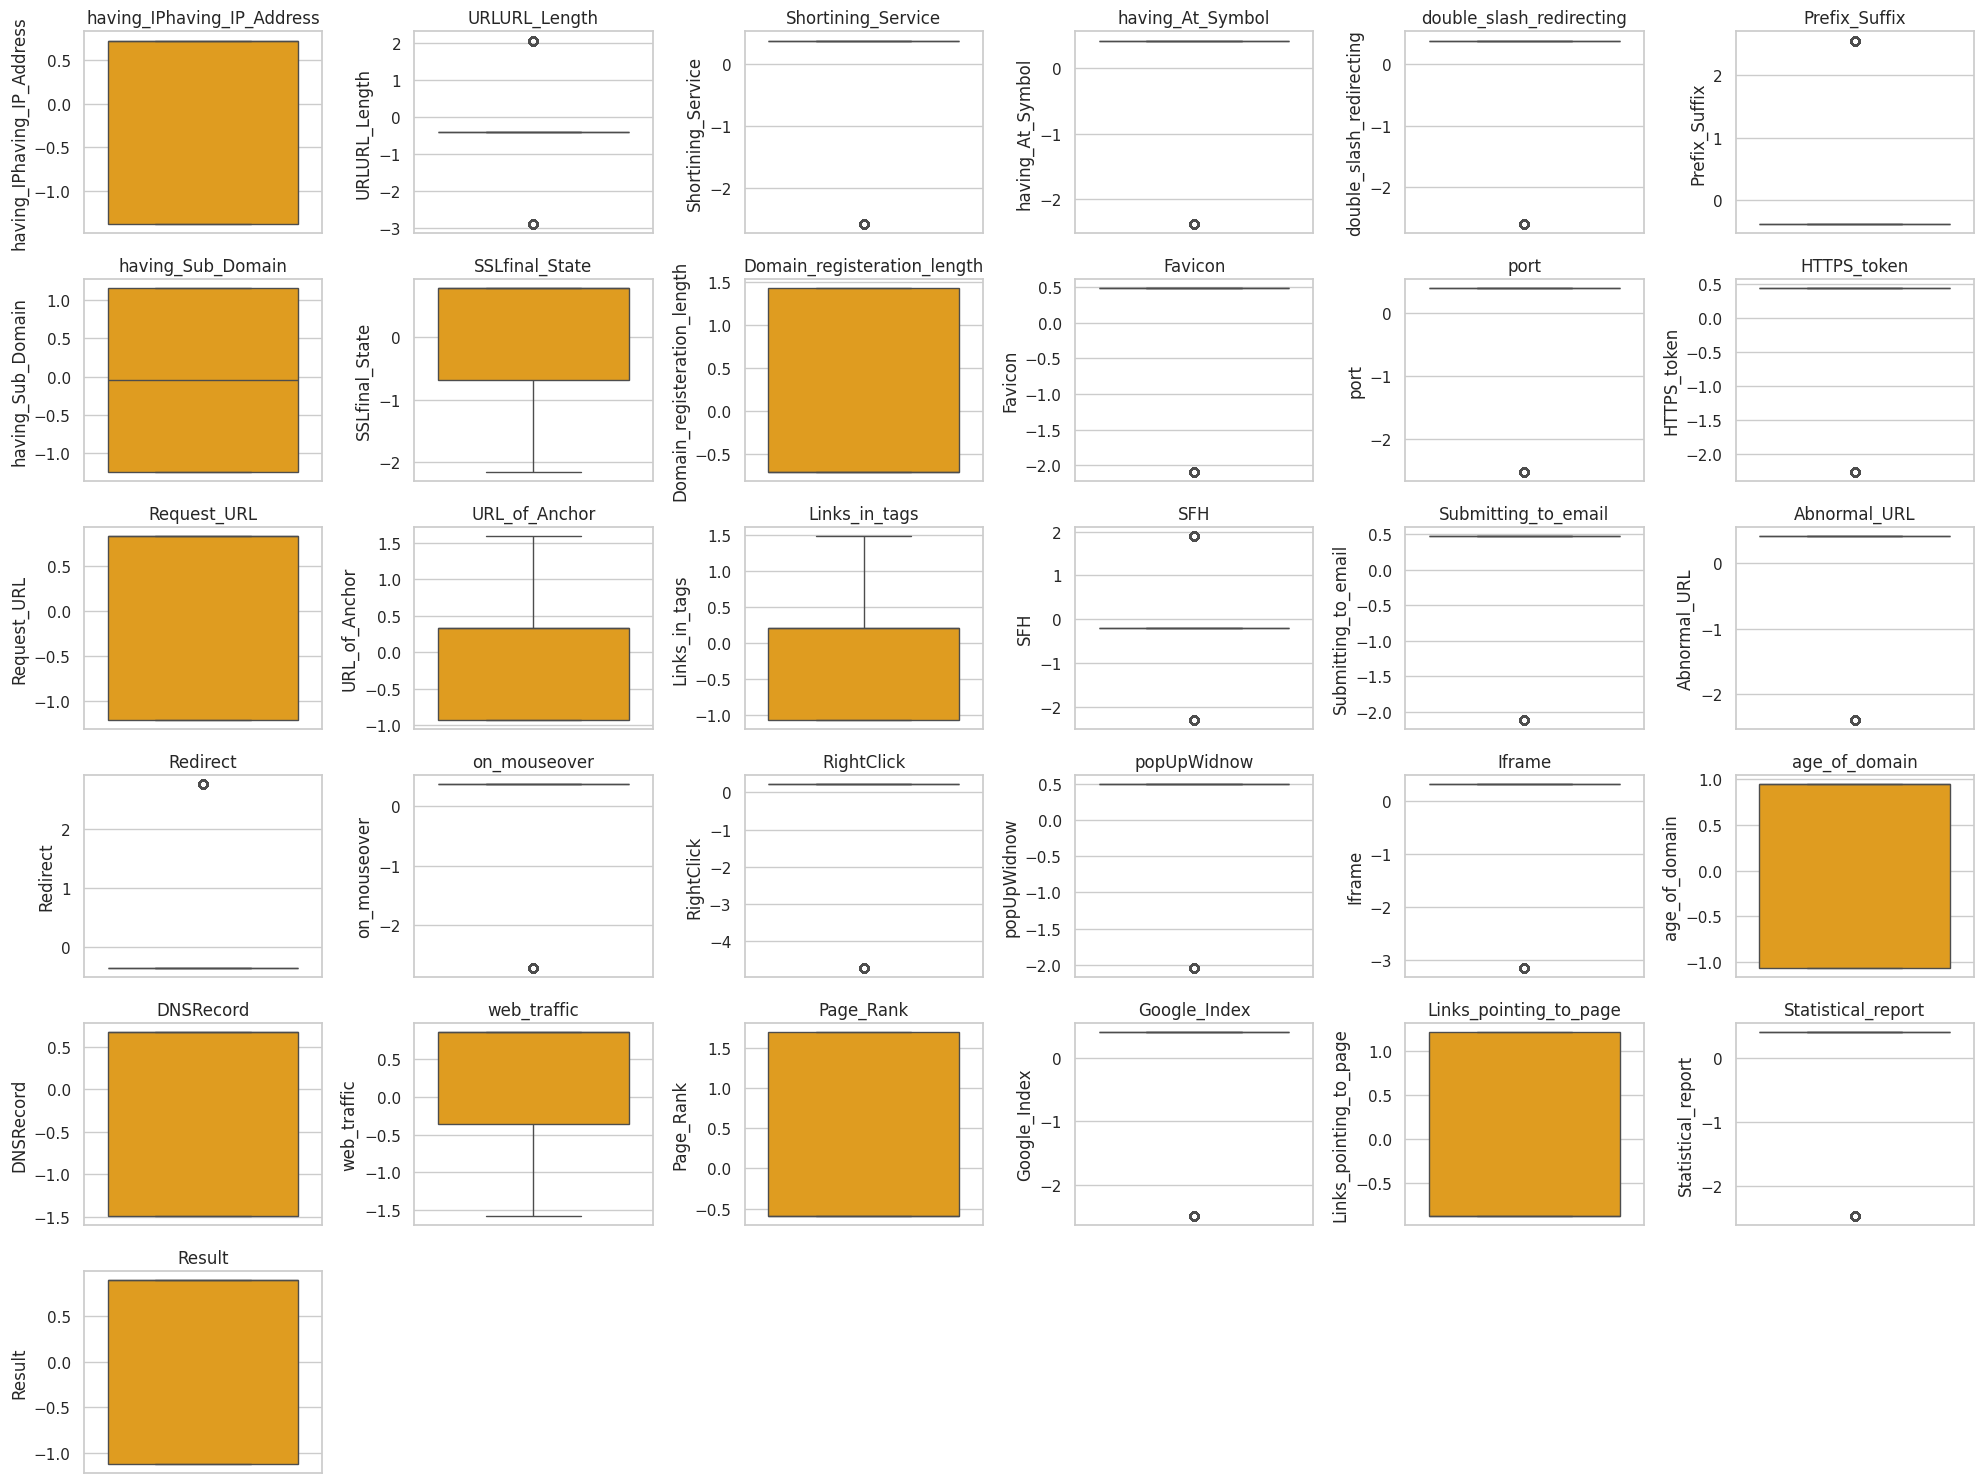 having_IPhaving_IP_Address
URLURL_Length
Shortining_Service
having_At_Symbol
double_slash_redirecting
Prefix_Suffix
having_IPhaving_IP_Address
0.5
0.0
−0.5
−1.0
URLURL_Length
2
1
0
−1
−2
−3
Shortining_Service
0
−1
−2
having_At_Symbol
0
−1
−2
double_slash_redirecting
0
−1
−2
Prefix_Suffix
2
1
0
having_Sub_Domain
SSLfinal_State
Domain_registeration_length
Favicon
port
HTTPS_token
having_Sub_Domain
1.0
0.5
0.0
−0.5
−1.0
SSLfinal_State
0
−1
−2
Domain_registeration_length
1.5
1.0
0.5
0.0
−0.5
Favicon
0.5
0.0
−0.5
−1.0
−1.5
−2.0
port
0
−1
−2
HTTPS_token
0.5
0.0
−0.5
−1.0
−1.5
−2.0
Request_URL
URL_of_Anchor
Links_in_tags
SFH
Submitting_to_email
Abnormal_URL
Request_URL
0.5
0.0
−0.5
−1.0
URL_of_Anchor
1.5
1.0
0.5
0.0
−0.5
−1.0
Links_in_tags
1.5
1.0
0.5
0.0
−0.5
−1.0
SFH
2
1
0
−1
−2
Submitting_to_email
0.5
0.0
−0.5
−1.0
−1.5
−2.0
Abnormal_URL
0
−1
−2
Redirect
on_mouseover
RightClick
popUpWidnow
Iframe
age_of_domain
Redirect
2
1
0
on_mouseover
0
−1
−2
RightClick
0
−1
−2
−3
−4
popUpWidnow
0.5
0.0
−0.5
−1.0
−1.5
−2.0
Iframe
0
−1
−2
−3
age_of_domain
1.0
0.5
0.0
−0.5
−1.0
DNSRecord
web_traffic
Page_Rank
Google_Index
Links_pointing_to_page
Statistical_report
DNSRecord
0.5
0.0
−0.5
−1.0
−1.5
web_traffic
0.5
0.0
−0.5
−1.0
−1.5
Page_Rank
1.5
1.0
0.5
0.0
−0.5
Google_Index
0
−1
−2
Links_pointing_to_page
1.0
0.5
0.0
−0.5
Statistical_report
0
−1
−2
Result
Result
0.5
0.0
−0.5
−1.0